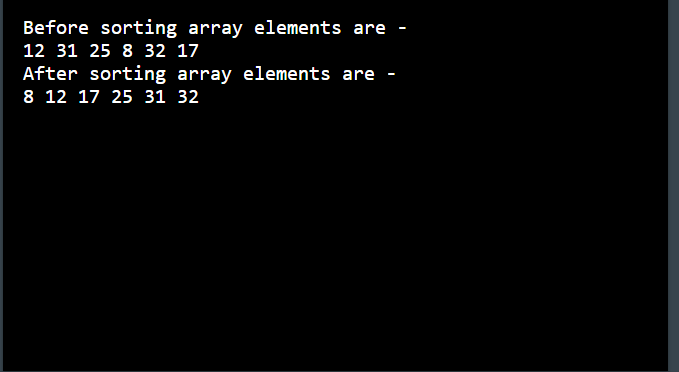 Before sorting array elements are -
12 31 25 8 32 17
After sorting array elements are -
8 12 17 25 31 32